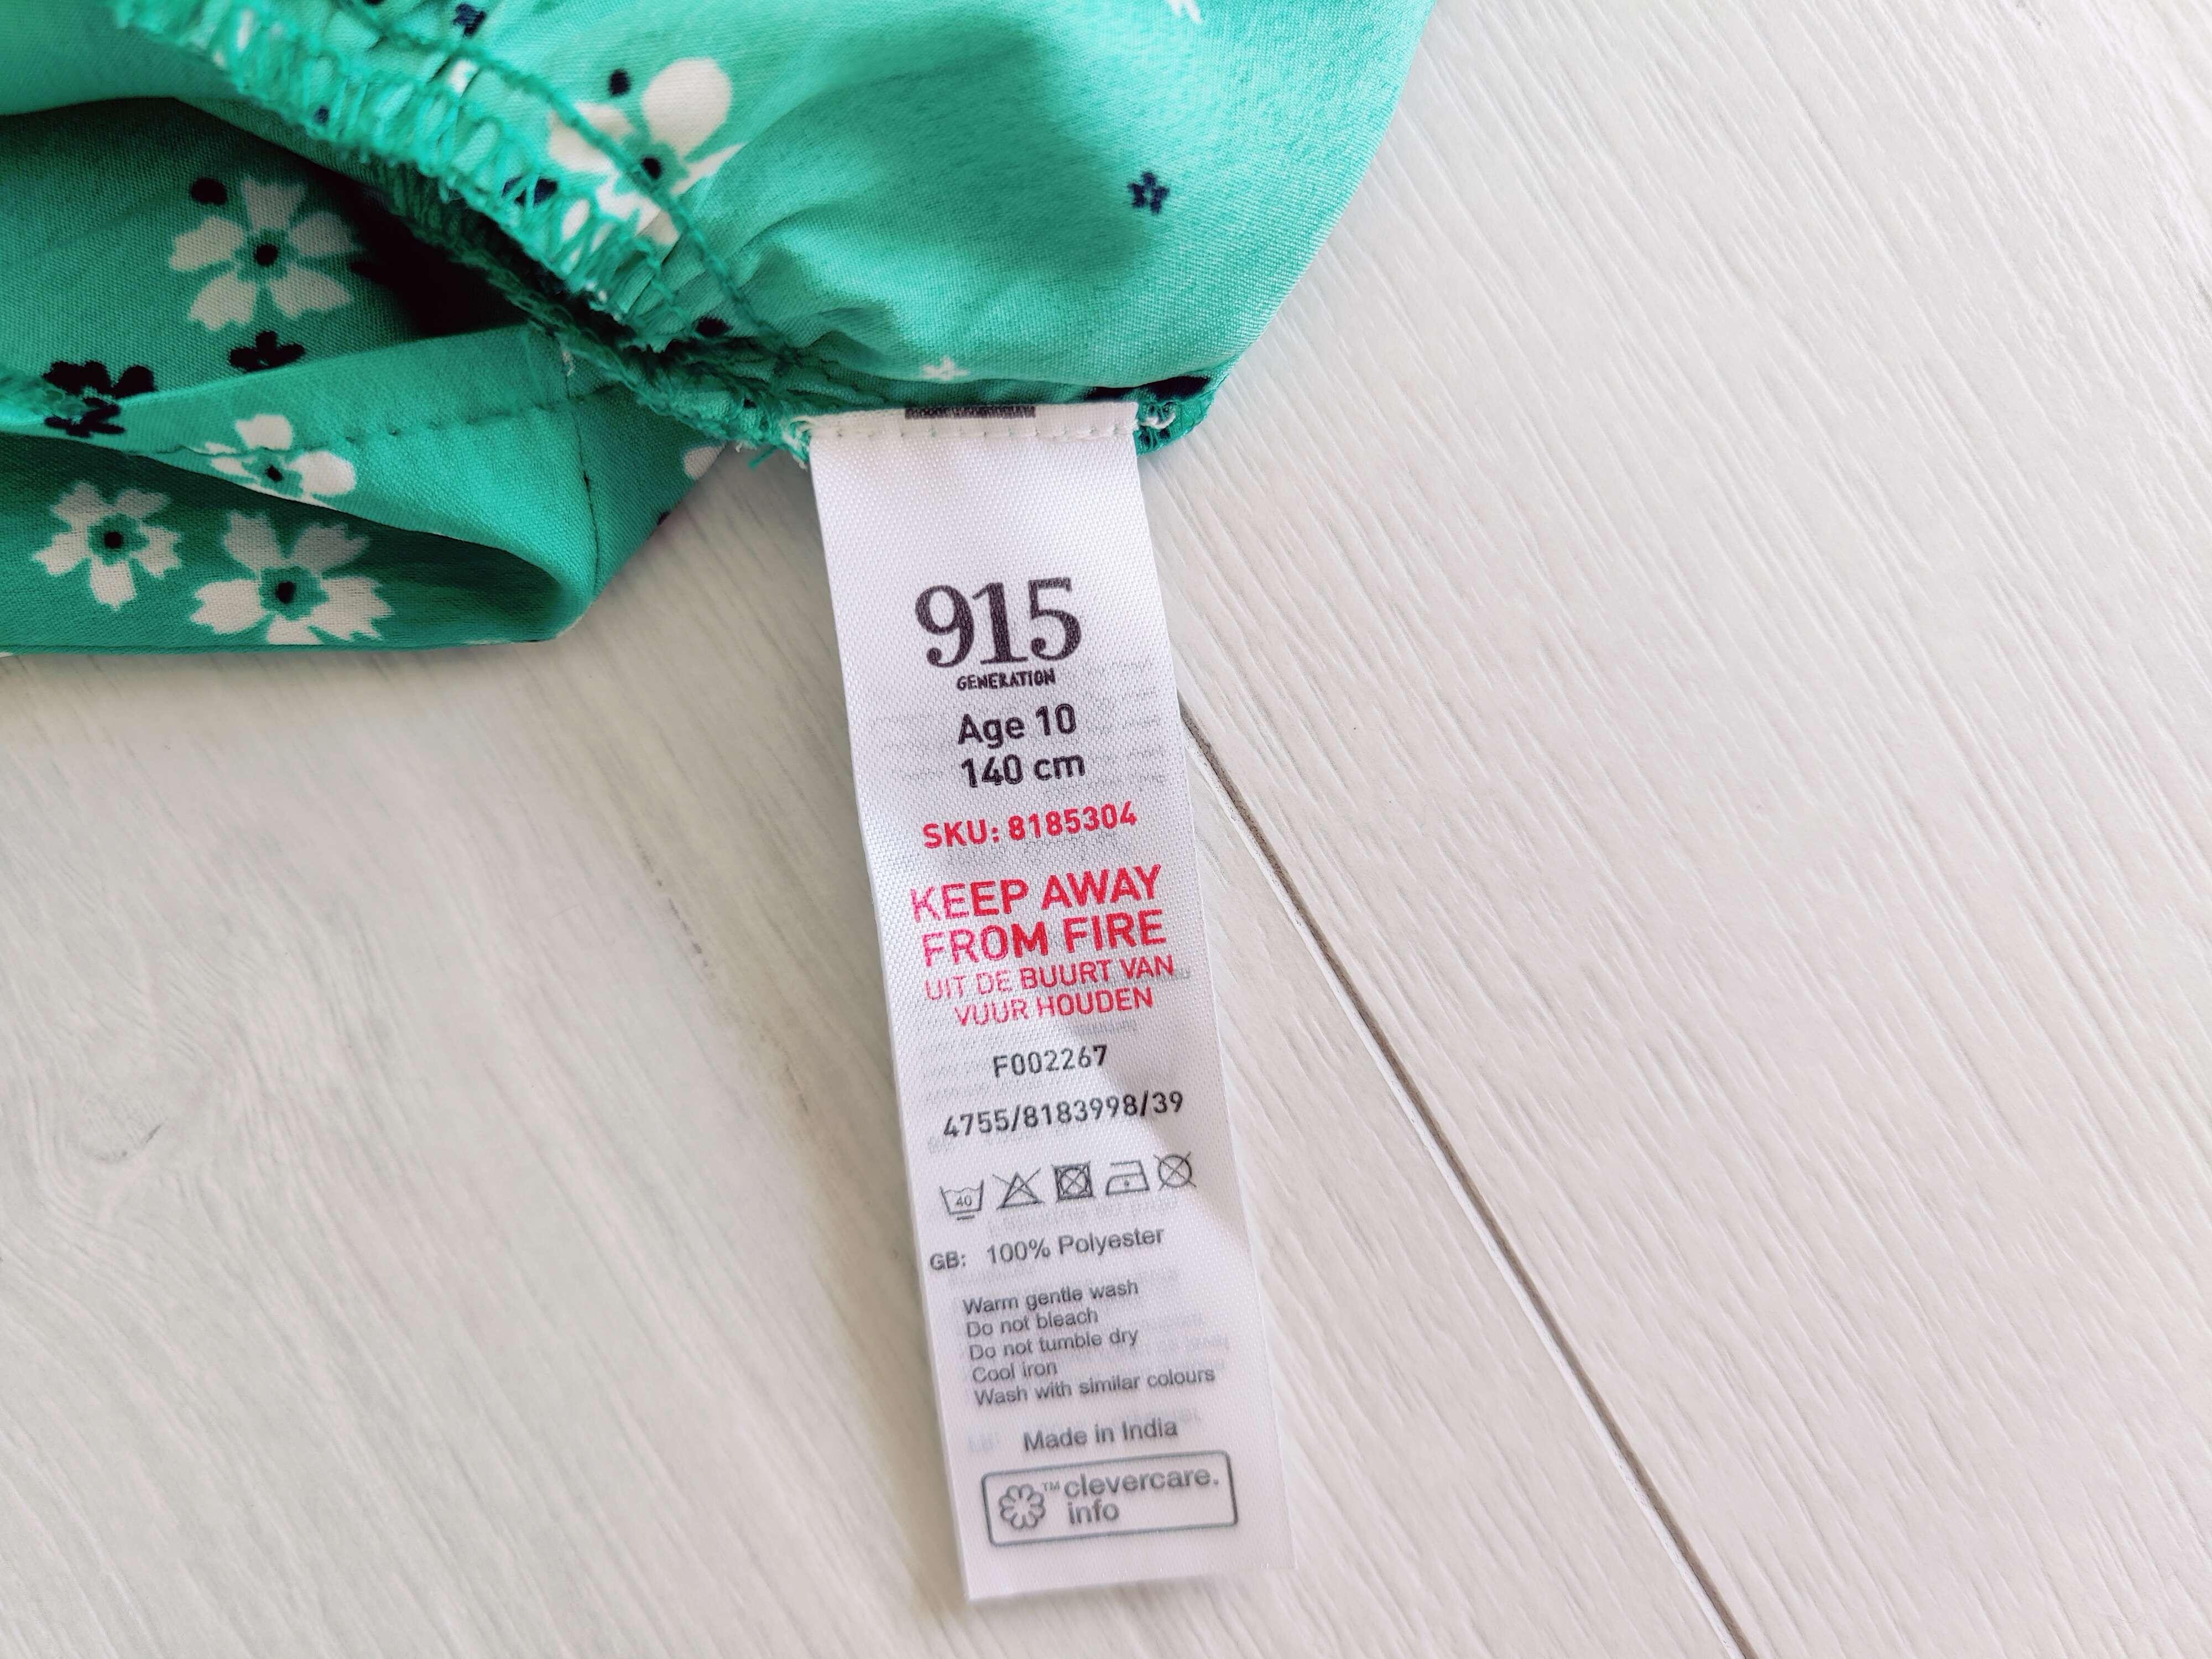 915
GENERATION
Age 10
140 cm
SKU: 8185304
KEEP AWAY
FROM FIRE
UIT DE BUURT VAN
VUUR HOUDEN
F002267
4755/8183998/39
40
GB: 100% Polyester
Warm gentle wash
Do not bleach
Do not tumble dry
Cool iron
Wash with similar colours
Made in India
™clevercare.
info